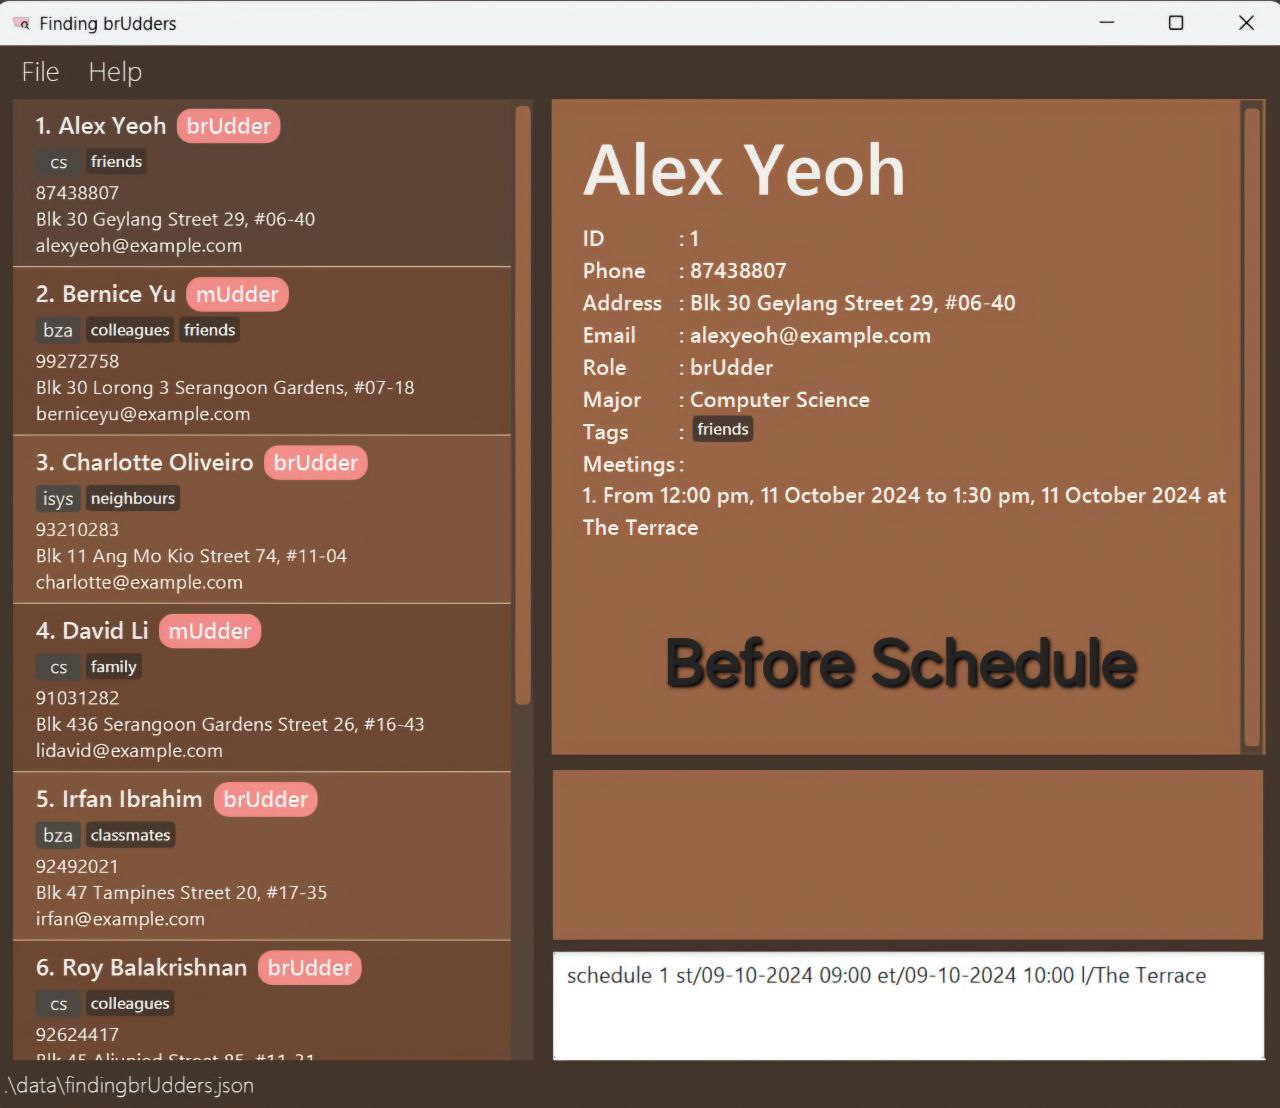 Finding brUdders
File Help
1. Alex Yeoh brUdder
cs friends
87438807
Blk 30 Geylang Street 29, #06-40
alexyeoh@example.com
2. Bernice Yu mUdder
bza colleagues friends
99272758
Blk 30 Lorong 3 Serangoon Gardens, #07-18
berniceyu@example.com
3. Charlotte Oliveiro brUdder
isys neighbours
93210283
Blk 11 Ang Mo Kio Street 74, #11-04
charlotte@example.com
4. David Li mUdder
cs family
91031282
Blk 436 Serangoon Gardens Street 26, #16-43
lidavid@example.com
5. Irfan Ibrahim brUdder
bza classmates
92492021
Blk 47 Tampines Street 20, #17-35
irfan@example.com
6. Roy Balakrishnan brUdder
cs colleagues
92624417
Blk 45 Aljunied Street 85, #11-31
Alex Yeoh
ID : 1
Phone : 87438807
Address : Blk 30 Geylang Street 29, #06-40
Email : alexyeoh@example.com
Role : brUdder
Major : Computer Science
Tags : friends
Meetings :
1. From 12:00 pm, 11 October 2024 to 1:30 pm, 11 October 2024 at
The Terrace
Before Schedule
schedule 1 st/09-10-2024 09:00 et/09-10-2024 10:00 l/The Terrace
.\data\findingbrUdders.json